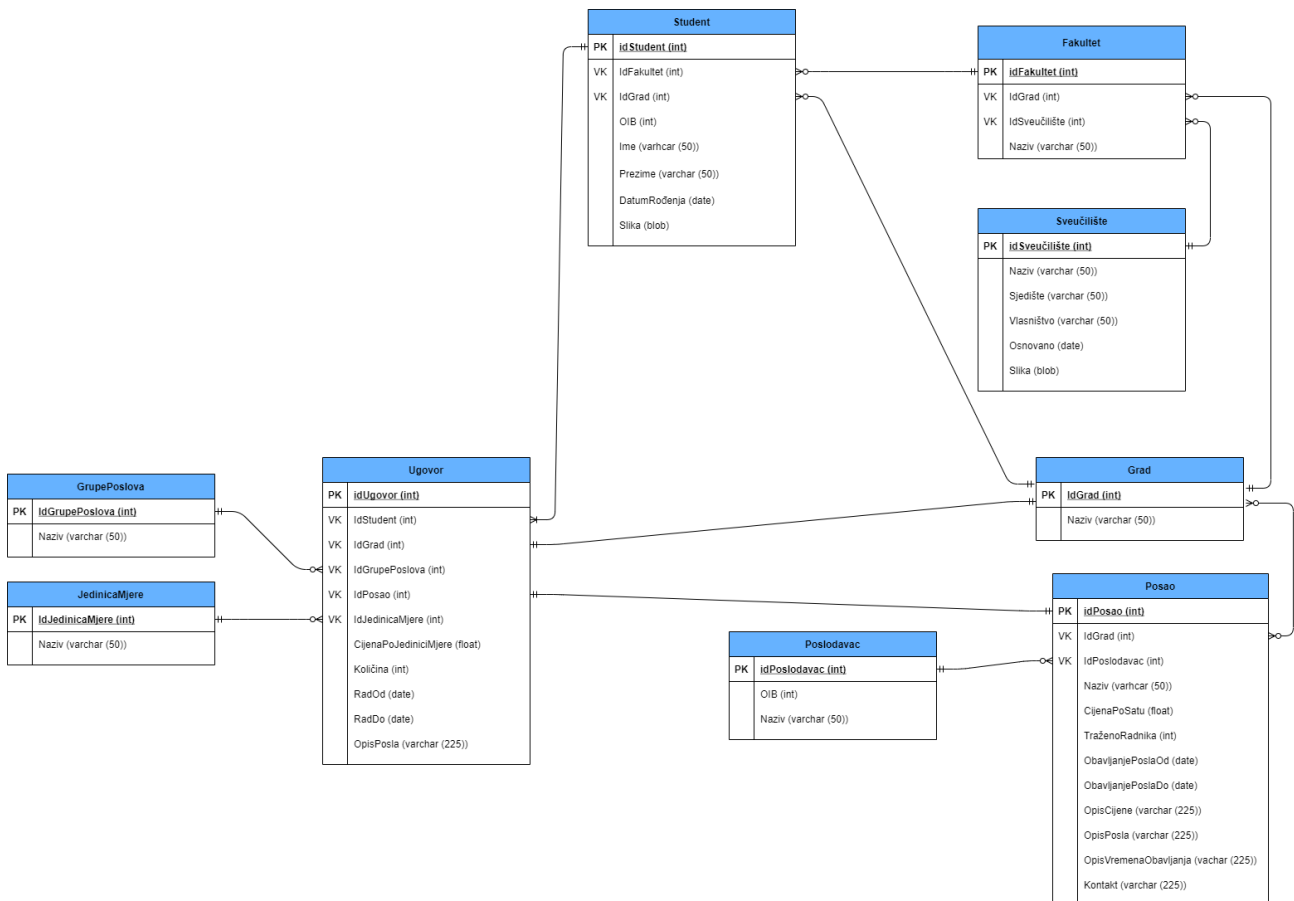 Student
PK idStudent (int)
VK IdFakultet (int)
VK IdGrad (int)
OIB (int)
Ime (varhcar (50))
Prezime (varchar (50))
DatumRođenja (date)
Slika (blob)
Fakultet
PK idFakultet (int)
VK IdGrad (int)
VK IdSveučilište (int)
Naziv (varchar (50))
Sveučilište
PK idSveučilište (int)
Naziv (varchar (50))
Sjedište (varchar (50))
Vlasništvo (varchar (50))
Osnovano (date)
Slika (blob)
GrupePoslova
PK IdGrupePoslova (int)
Naziv (varchar (50))
JedinicaMjere
PK IdJedinicaMjere (int)
Naziv (varchar (50))
Ugovor
PK idUgovor (int)
VK IdStudent (int)
VK IdGrad (int)
VK IdGrupePoslova (int)
VK IdPosao (int)
VK IdJedinicaMjere (int)
CijenaPoJediniciMjere (float)
Količina (int)
RadOd (date)
RadDo (date)
OpisPosla (varchar (225))
Grad
PK IdGrad (int)
Naziv (varchar (50))
Poslodavac
PK idPoslodavac (int)
OIB (int)
Naziv (varchar (50))
Posao
PK idPosao (int)
VK IdGrad (int)
VK IdPoslodavac (int)
Naziv (varhcar (50))
CijenaPoSatu (float)
TraženoRadnika (int)
ObavljanjePoslaOd (date)
ObavljanjePoslaDo (date)
OpisCijene (varchar (225))
OpisPosla (varchar (225))
OpisVremenaObavljanja (vachar (225))
Kontakt (varchar (225))